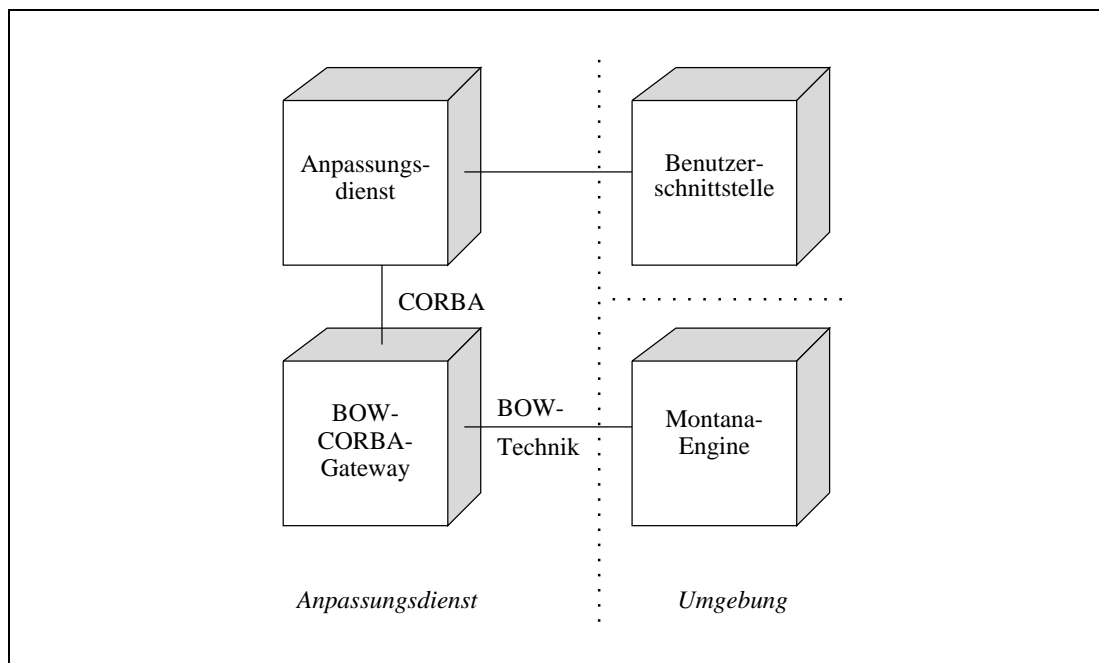 Anpassungs-
dienst
Benutzer-
schnittstelle
CORBA
BOW-
CORBA-
Gateway
BOW-
Technik
Montana-
Engine
Anpassungsdienst
Umgebung